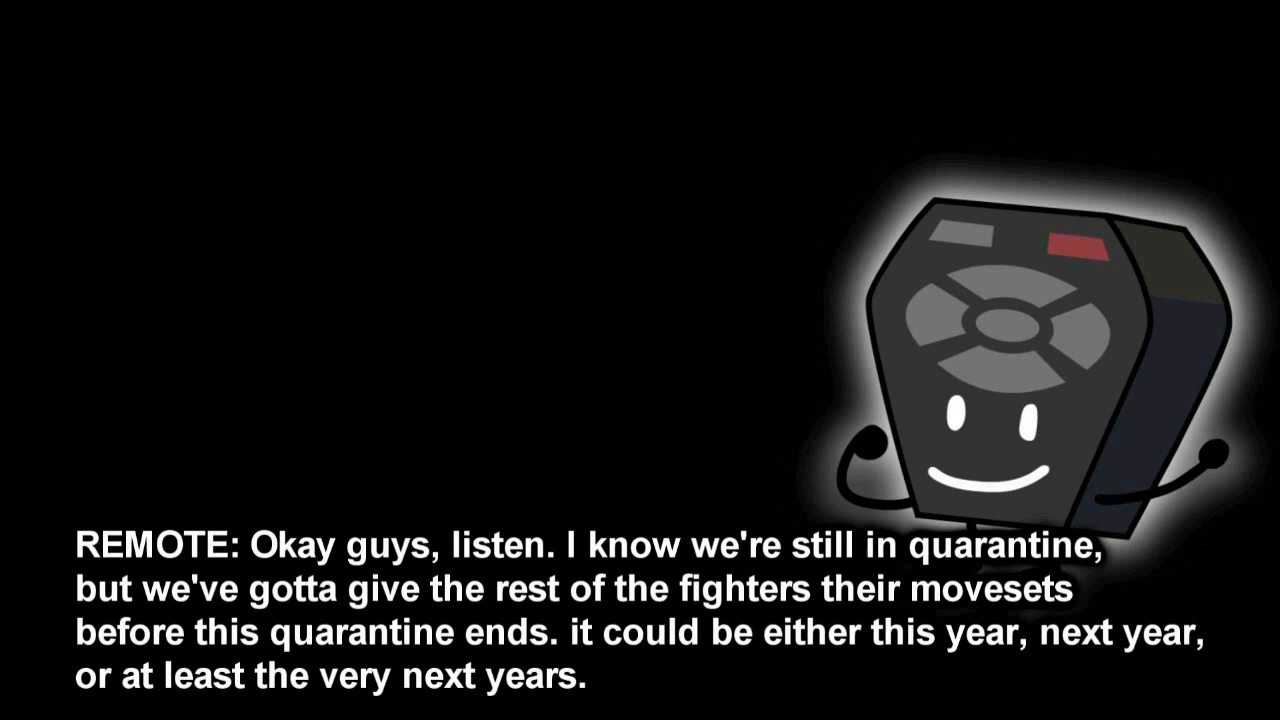 REMOTE: Okay guys, listen. I know we're still in quarantine,
but we've gotta give the rest of the fighters their movesets
before this quarantine ends. it could be either this year, next year,
or at least the very next years.